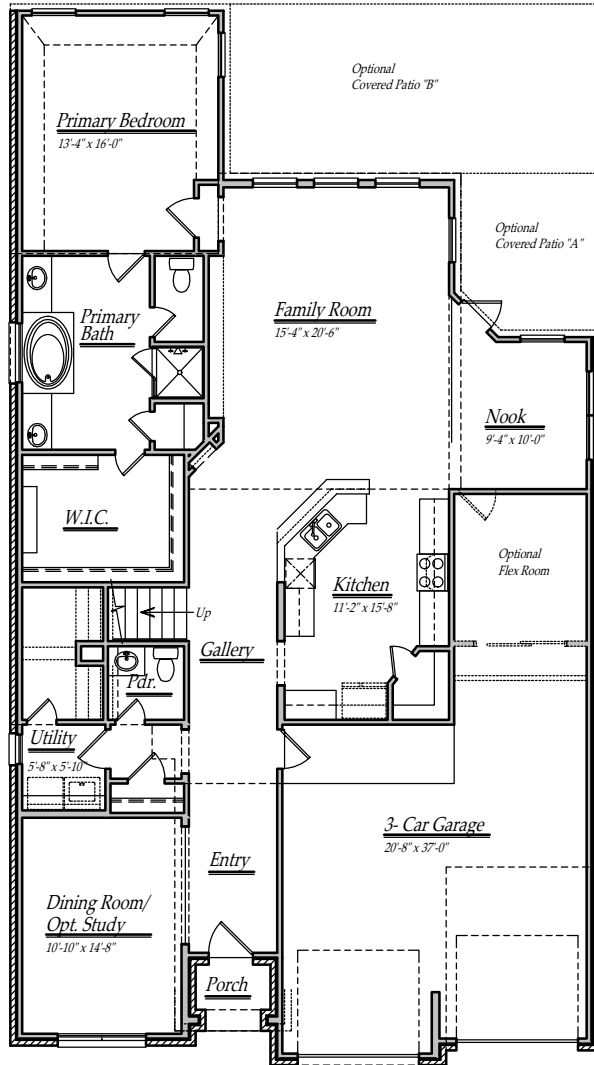 Optional
Covered Patio "B"
Primary Bedroom
13'-4" x 16'-0"
Optional
Covered Patio "A"
Primary
Bath
Family Room
15'-4" x 20'-6"
Nook
9'-4" x 10'-0"
W.I.C.
Optional
Flex Room
Kitchen
11'-2" x 15'-8"
Up
Gallery
Pdr.
Utility
5'-8" x 5'-10"
3- Car Garage
20'-8" x 37'-0"
Entry
Dining Room/
Opt. Study
10'-10" x 14'-8"
Porch